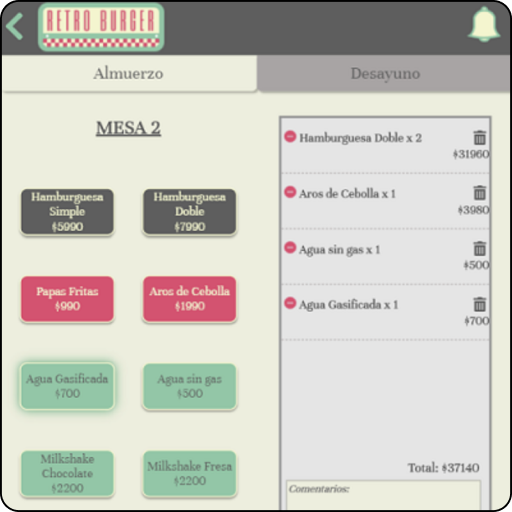 RETRO BURGER
Almuerzo
Desayuno
MESA 2
Hamburguesa
Simple
$5990
Hamburguesa
Doble
$7990
Papas Fritas
$990
Aros de Cebolla
$1990
Agua Gasificada
$700
Agua sin gas
$500
Milkshake
Chocolate
$2200
Milkshake Fresa
$2200
Hamburguesa Doble x 2
$31960
Aros de Cebolla x 1
$3980
Agua sin gas x 1
$500
Agua Gasificada x 1
$700
Total: $37140
Comentarios: